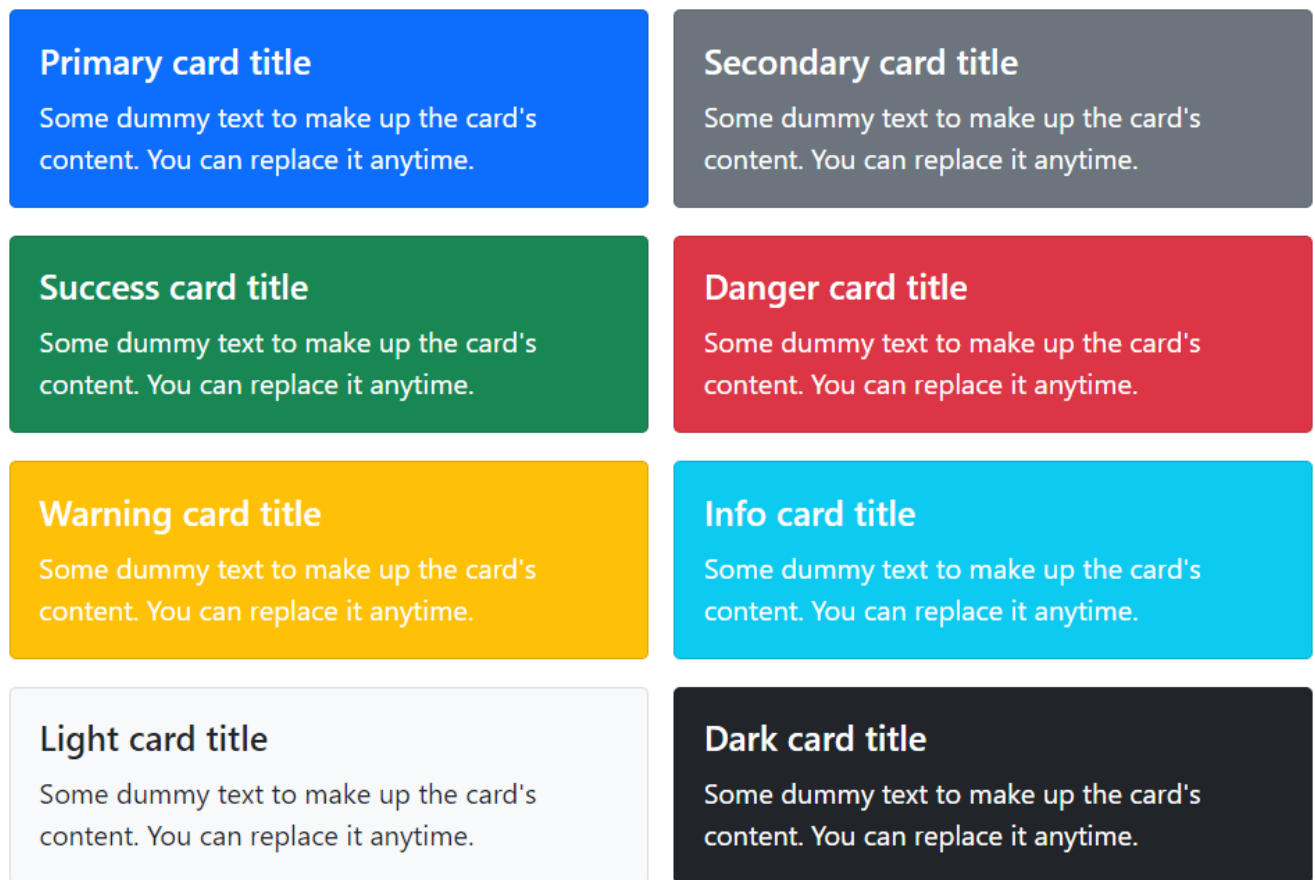 Primary card title
Some dummy text to make up the card's
content. You can replace it anytime.
Secondary card title
Some dummy text to make up the card's
content. You can replace it anytime.
Success card title
Some dummy text to make up the card's
content. You can replace it anytime.
Danger card title
Some dummy text to make up the card's
content. You can replace it anytime.
Warning card title
Some dummy text to make up the card's
content. You can replace it anytime.
Info card title
Some dummy text to make up the card's
content. You can replace it anytime.
Light card title
Some dummy text to make up the card's
content. You can replace it anytime.
Dark card title
Some dummy text to make up the card's
content. You can replace it anytime.